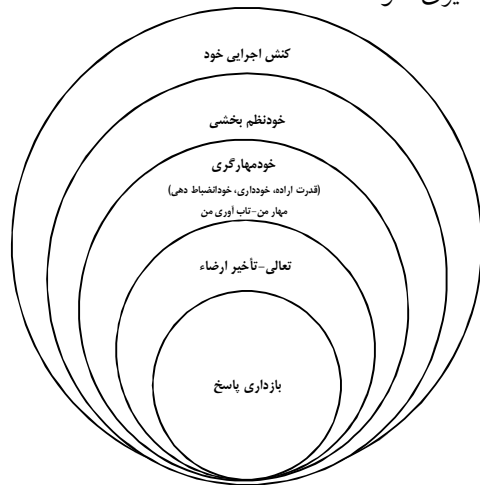 کنش اجرایی خود
خودنظم بخشی
خودمهارگری
(قدرت اراده، خودداری، خودانضباط دهی)
مهار من-تاب آوری من
تعالی-تأخیر ارضاء
بازداری پاسخ